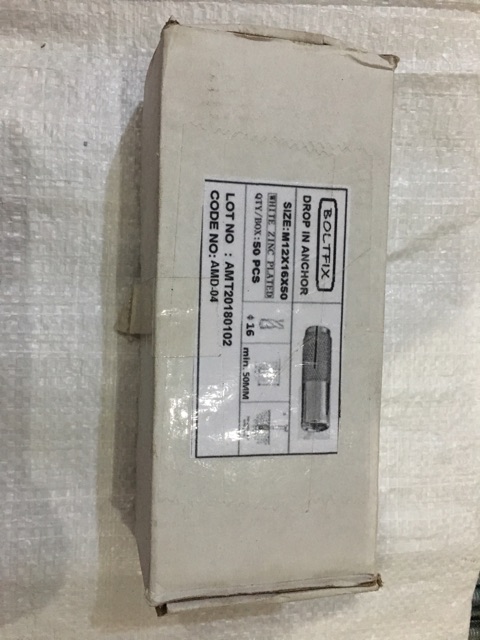 BOLTFIX
DROP IN ANCHOR
SIZE:M12X16X50
WHITE ZINC PLATED
QTY/BOX:50 PCS
ϕ16
min. 50MM
LOT NO : AMT20180102
CODE NO:AMD-04